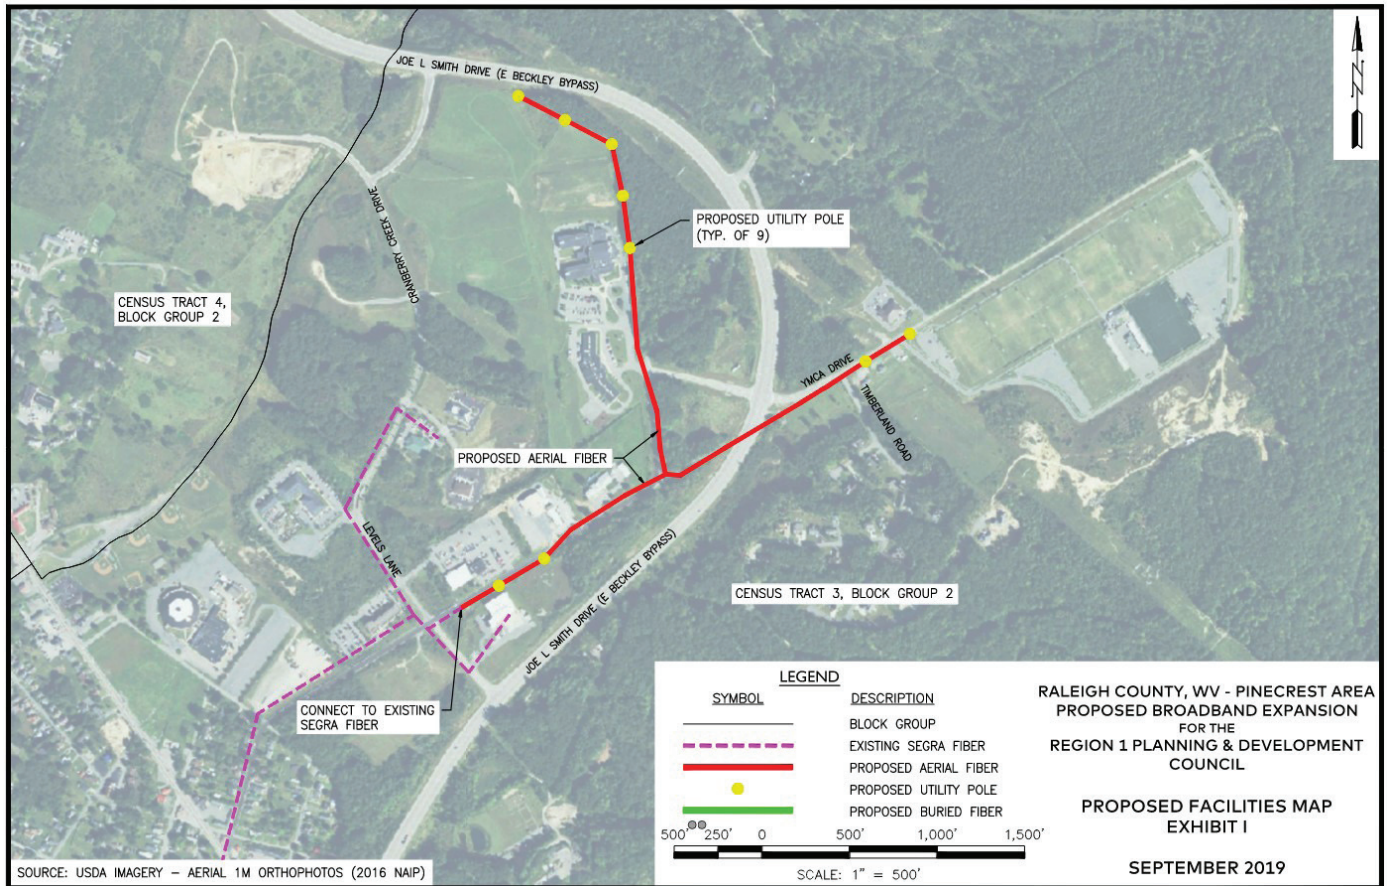 JOE L SMITH DRIVE (E BECKLEY BYPASS)
N
CRANBERRY CREEK DRIVE
PROPOSED UTILITY POLE
(TYP. OF 9)
CENSUS TRACT 4,
BLOCK GROUP 2
YMCA DRIVE
TIMBERLAND ROAD
PROPOSED AERIAL FIBER
LEVELS LANE
JOE L SMITH DRIVE (E BECKLEY BYPASS)
CENSUS TRACT 3, BLOCK GROUP 2
CONNECT TO EXISTING
SEGRA FIBER
LEGEND
SYMBOL DESCRIPTION
BLOCK GROUP
EXISTING SEGRA FIBER
PROPOSED AERIAL FIBER
PROPOSED UTILITY POLE
PROPOSED BURIED FIBER
500' 250' 0 500' 1,000' 1,500'
SCALE: 1" = 500'
RALEIGH COUNTY, WV - PINECREST AREA
PROPOSED BROADBAND EXPANSION
FOR THE
REGION 1 PLANNING & DEVELOPMENT
COUNCIL
PROPOSED FACILITIES MAP
EXHIBIT I
SEPTEMBER 2019
SOURCE: USDA IMAGERY – AERIAL 1M ORTHOPHOTOS (2016 NAIP)